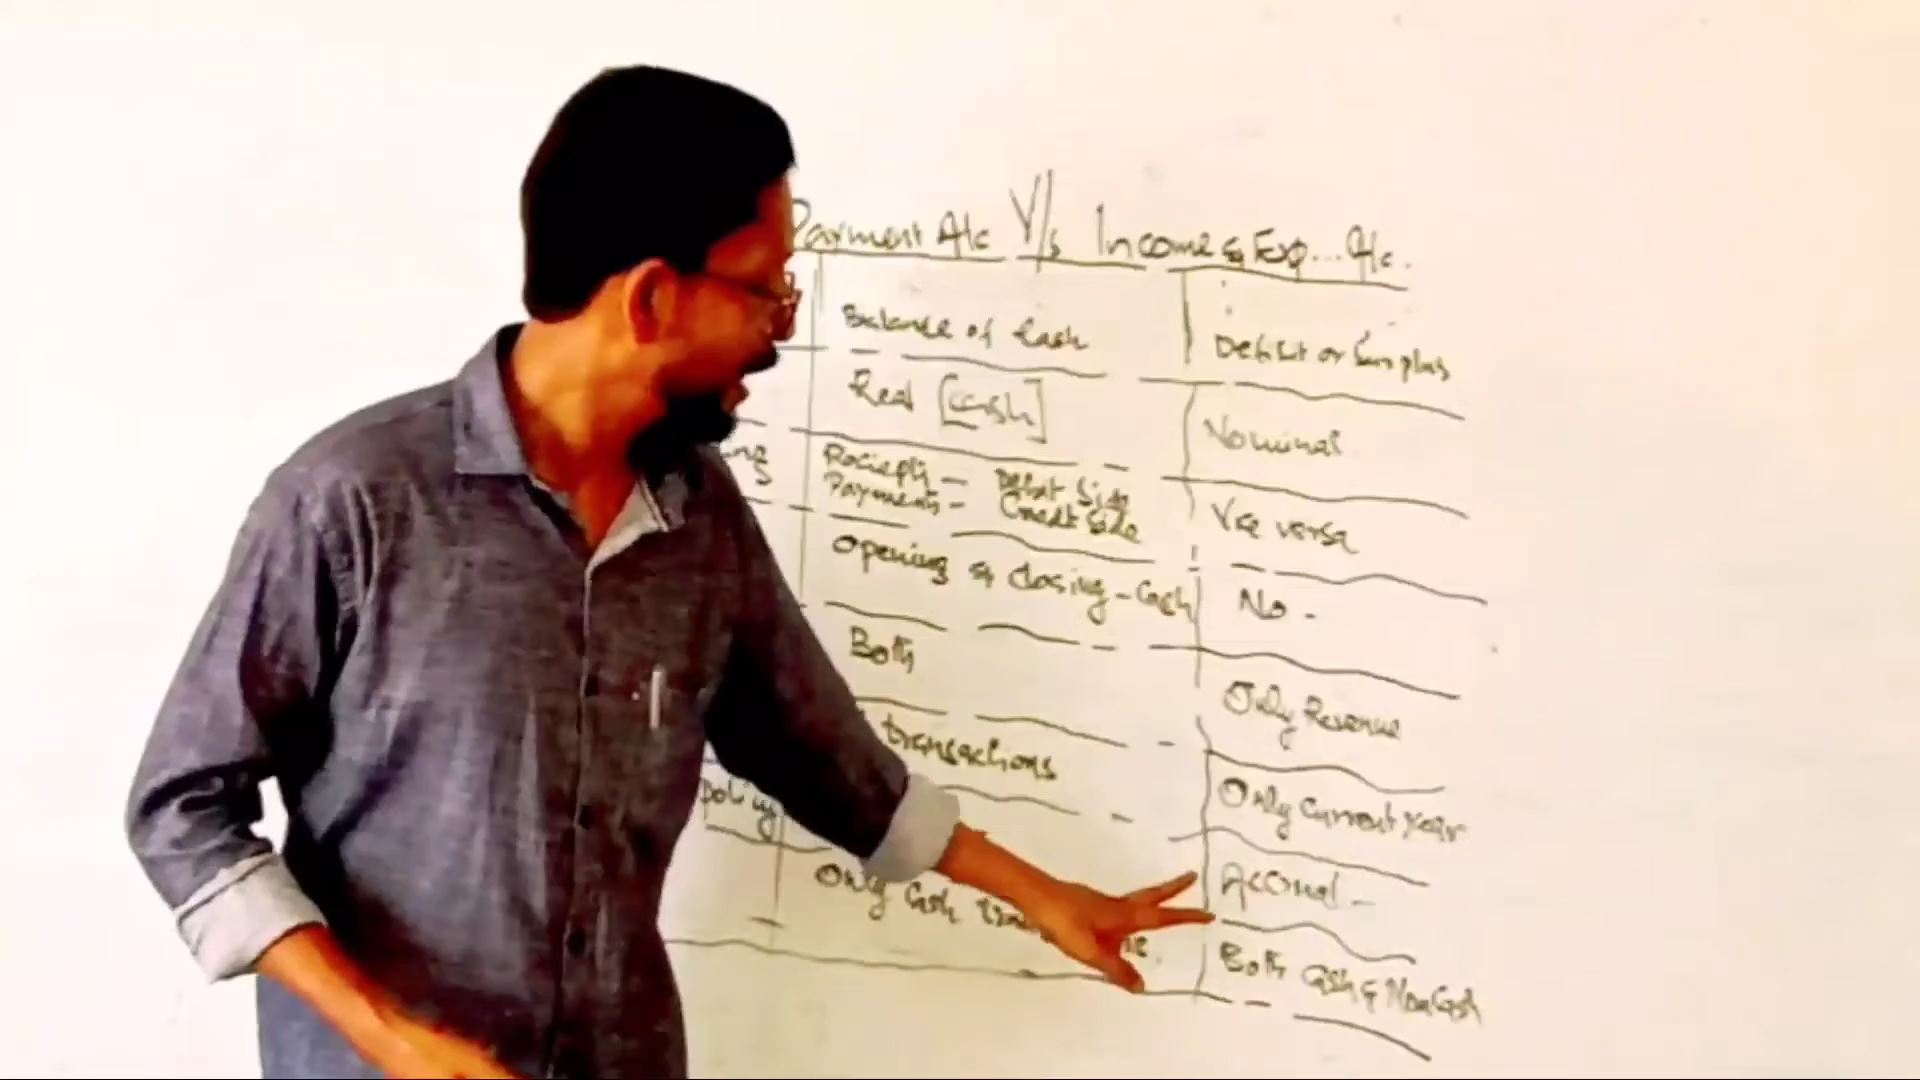 Payment A/c V/s Income & Exp... A/c.
Balance of Cash
Deficit or Surplus
Real [Cash]
Nominal
Reciepts - Debit Side
Payments - Credit Side
Vice versa
Opening & Closing - Cash
No -
Both
Only Revenue
transactions
Only Current Year
Policy
Accrual -
Only Cash
Both Cash & Non Cash